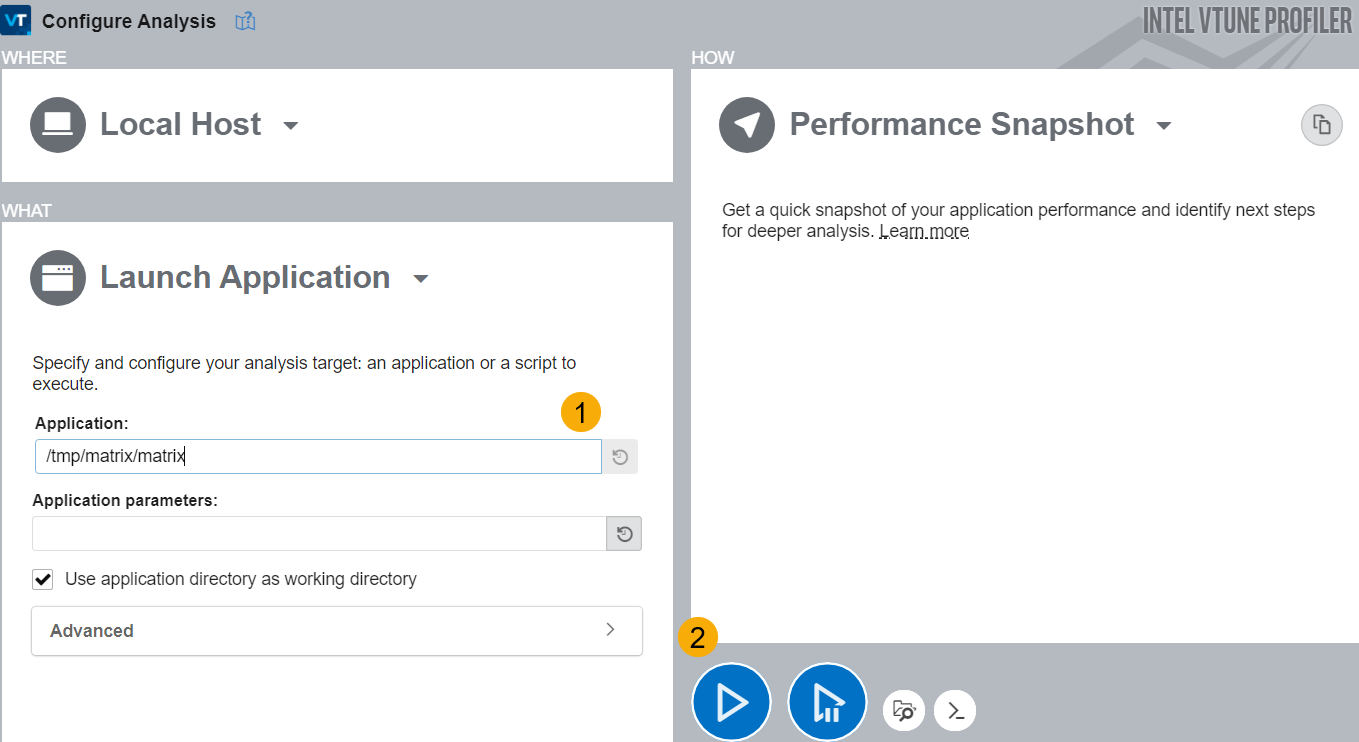 VT Configure Analysis
INTEL VTUNE PROFILER
WHERE
Local Host
WHAT
Launch Application
Specify and configure your analysis target: an application or a script to
execute.
1
Application:
/tmp/matrix/matrix
Application parameters:
Use application directory as working directory
Advanced
HOW
Performance Snapshot
Get a quick snapshot of your application performance and identify next steps
for deeper analysis. Learn more
2